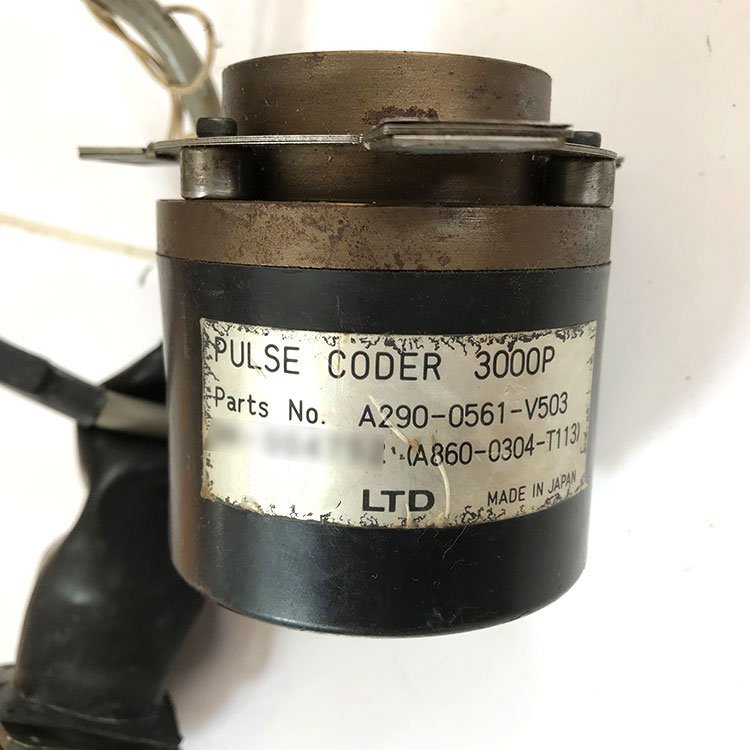 PULSE CODER 3000P
Parts No. A290-0561-V503
(A860-0304-T113)
LTD MADE IN JAPAN